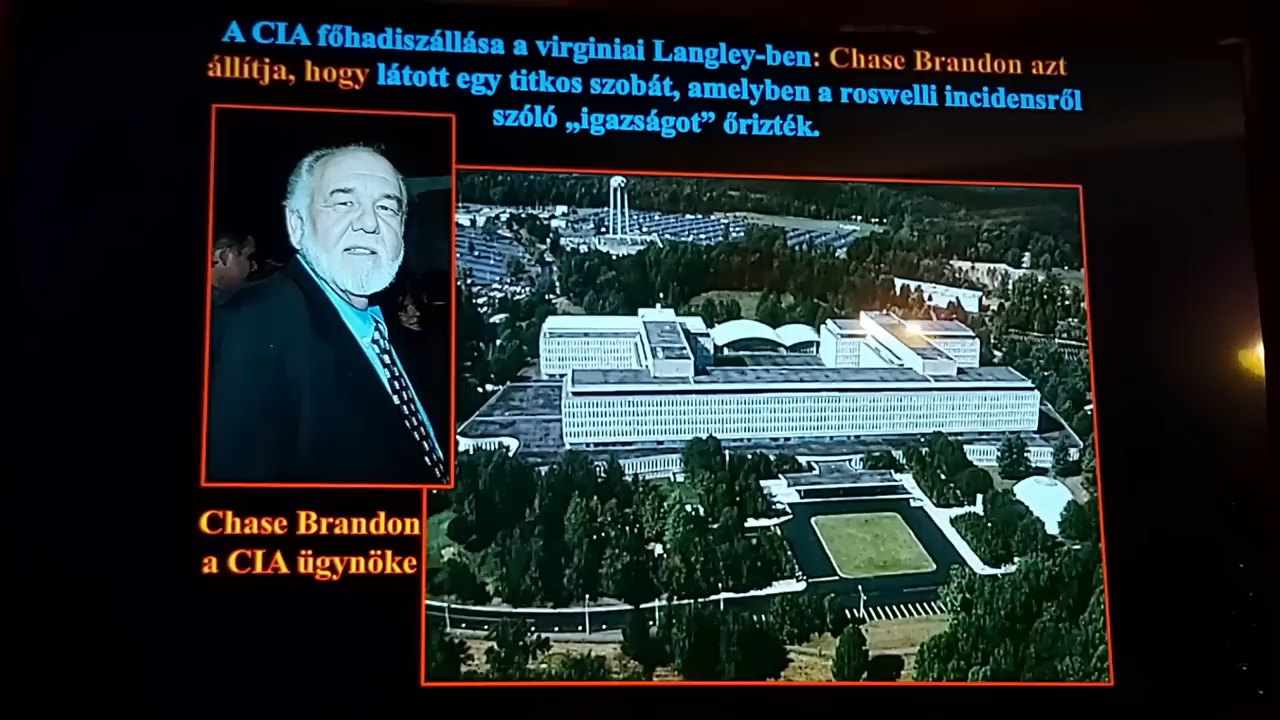 A CIA főhadiszállása a virginiai Langley-ben: Chase Brandon azt
állítja, hogy látott egy titkos szobát, amelyben a roswelli incidensről
szóló „igazságot” őrizték.
Chase Brandon
a CIA ügynöke